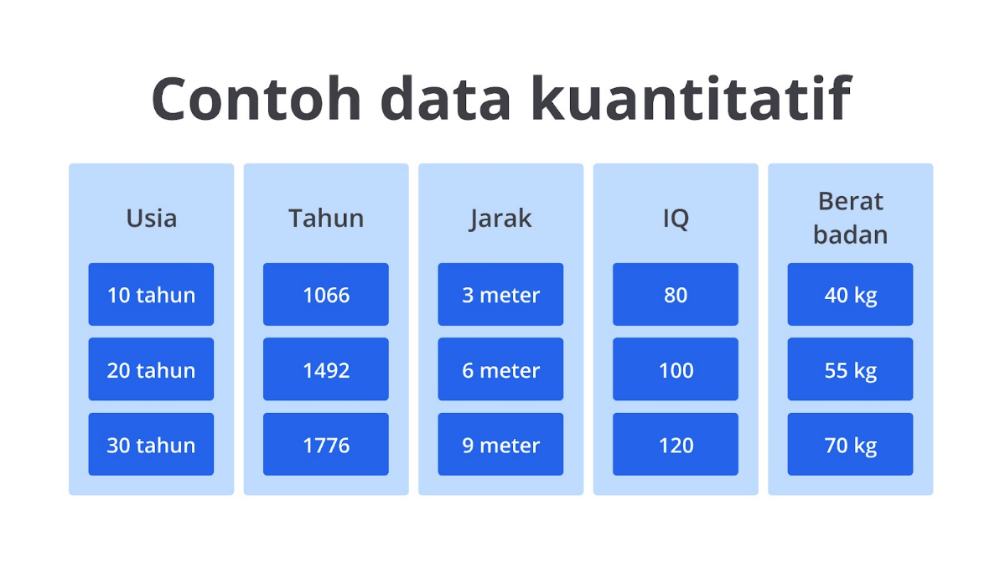 Contoh data kuantitatif
Usia
10 tahun
20 tahun
30 tahun
Tahun
1066
1492
1776
Jarak
3 meter
6 meter
9 meter
IQ
80
100
120
Berat
badan
40 kg
55 kg
70 kg